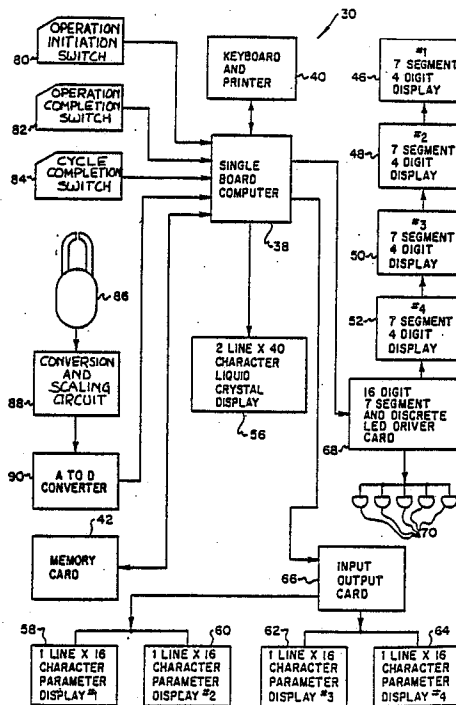 30
OPERATION
INITIATION
SWITCH
80
OPERATION
COMPLETION
SWITCH
82
CYCLE
COMPLETION
SWITCH
84
86
CONVERSION
AND
SCALING
CIRCUIT
88
A TO D
CONVERTER
90
42
MEMORY
CARD
KEYBOARD
AND
PRINTER
40
SINGLE
BOARD
COMPUTER
38
2 LINE X 40
CHARACTER
LIQUID
CRYSTAL
DISPLAY
56
#1
7 SEGMENT
4 DIGIT
DISPLAY
46
#2
7 SEGMENT
4 DIGIT
DISPLAY
48
#3
7 SEGMENT
4 DIGIT
DISPLAY
50
#4
7 SEGMENT
4 DIGIT
DISPLAY
52
16 DIGIT
7 SEGMENT
AND DISCRETE
LED DRIVER
CARD
68
70
INPUT
OUTPUT
CARD
66
58
1 LINE X 16
CHARACTER
PARAMETER
DISPLAY #1
60
1 LINE X 16
CHARACTER
PARAMETER
DISPLAY #2
62
1 LINE X 16
CHARACTER
PARAMETER
DISPLAY #3
64
1 LINE X 16
CHARACTER
PARAMETER
DISPLAY #4